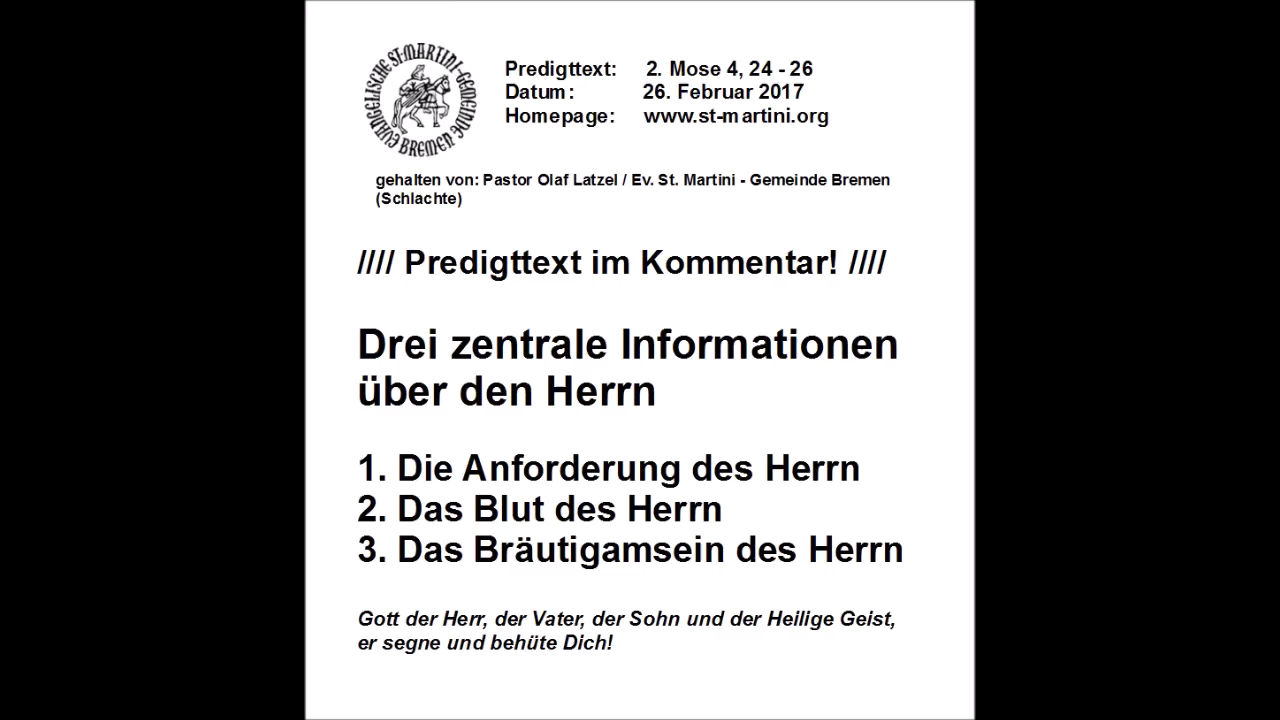 EVANGELISCHE ST·MARTINI-GEMEINDE BREMEN
Predigttext: 2. Mose 4, 24 - 26
Datum: 26. Februar 2017
Homepage: www.st-martini.org
gehalten von: Pastor Olaf Latzel / Ev. St. Martini - Gemeinde Bremen
(Schlachte)
//// Predigttext im Kommentar! ////
Drei zentrale Informationen
über den Herrn
1. Die Anforderung des Herrn
2. Das Blut des Herrn
3. Das Bräutigamsein des Herrn
Gott der Herr, der Vater, der Sohn und der Heilige Geist,
er segne und behüte Dich!